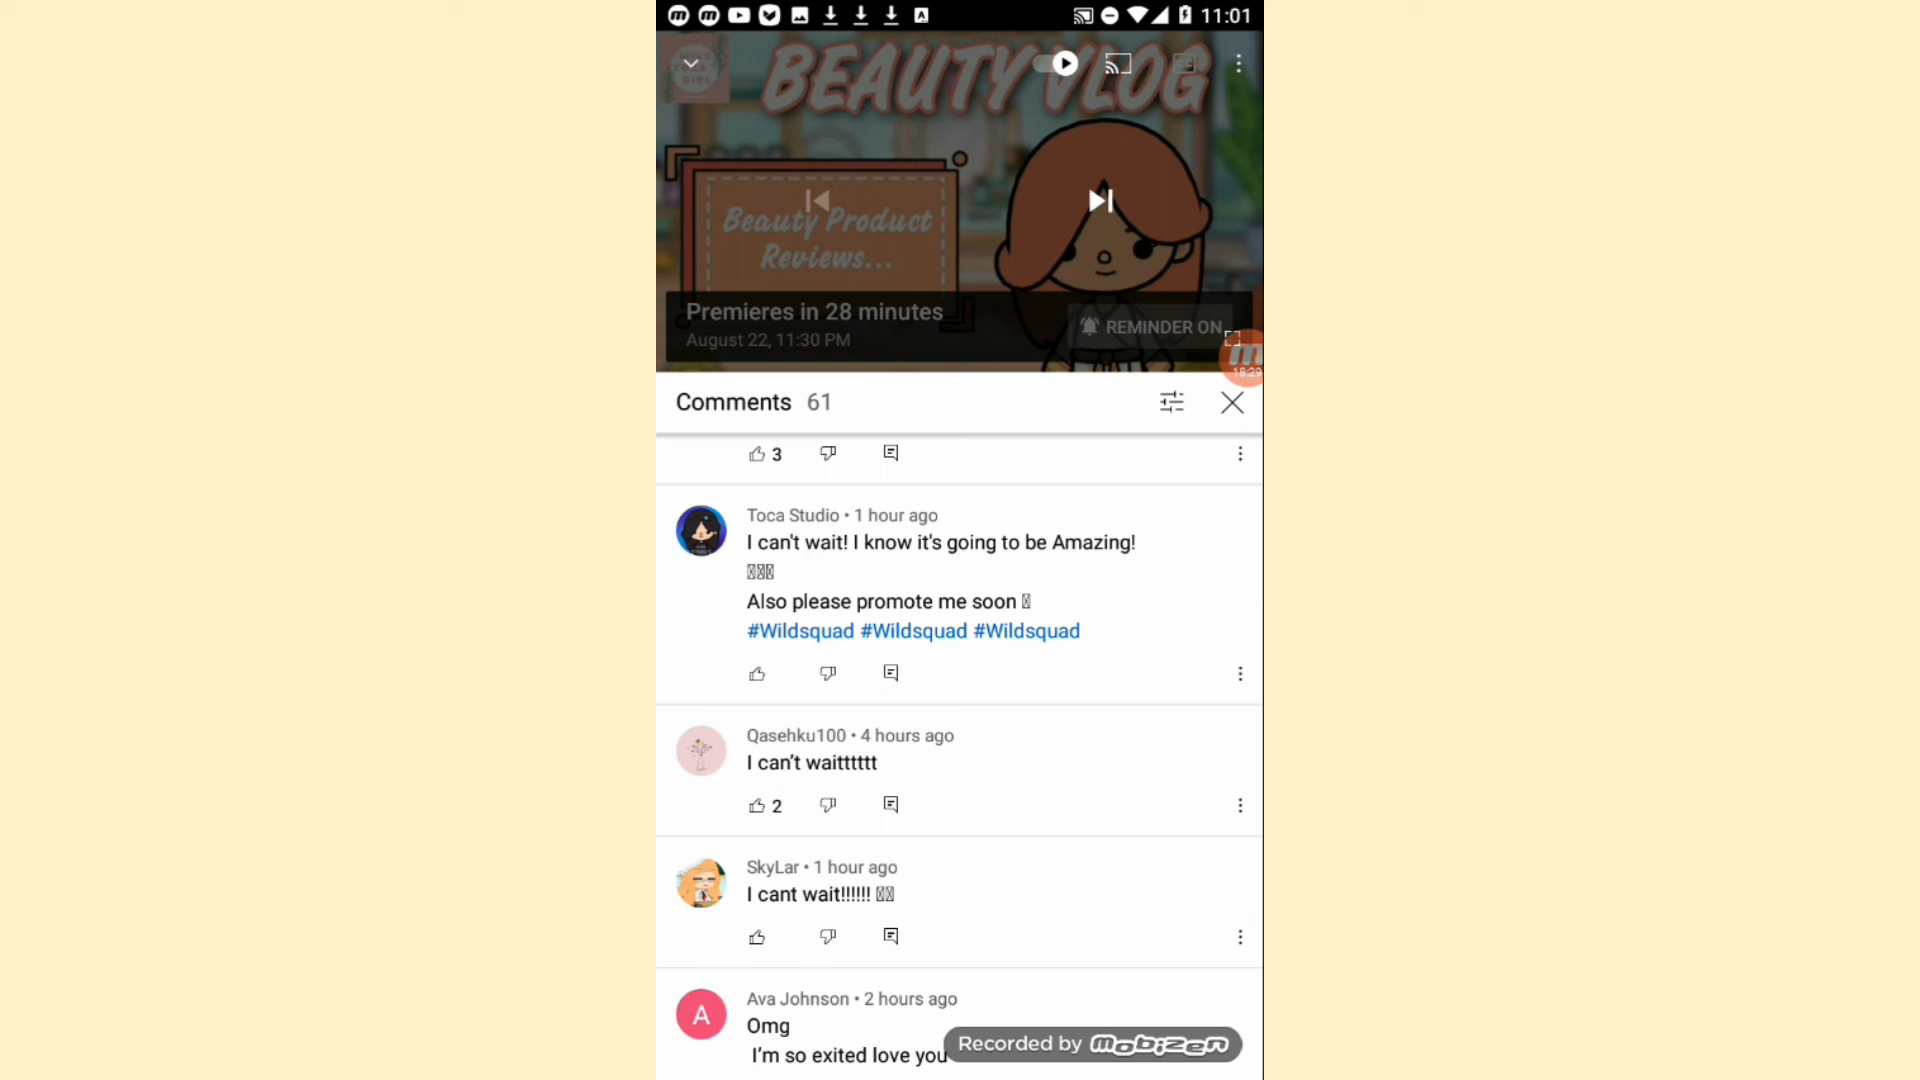 11:01
BEAUTY VLOG
Beauty Product
Reviews...
Premieres in 28 minutes
August 22, 11:30 PM
REMINDER ON
18:29
Comments 61
3
Toca Studio • 1 hour ago
I can't wait! I know it's going to be Amazing!
Also please promote me soon
#Wildsquad #Wildsquad #Wildsquad
Qasehku100 • 4 hours ago
I can't waitttttt
2
SkyLar • 1 hour ago
I cant wait!!!!!!
A
Ava Johnson • 2 hours ago
Omg
I'm so exited love you
Recorded by mobizen